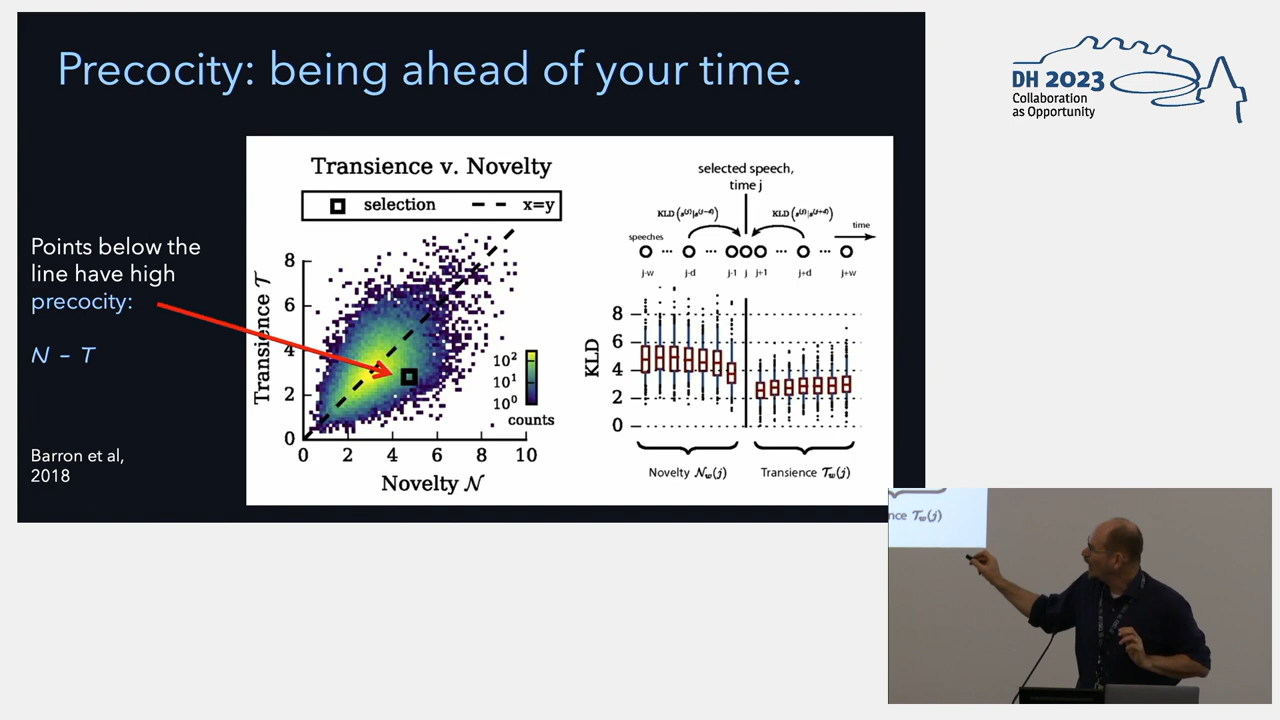 Precocity: being ahead of your time.
DH 2023
Collaboration
as Opportunity
Points below the
line have high
precocity:
N – T
Barron et al,
2018
Transience v. Novelty
selection
x=y
Transience 𝒯
8
6
4
2
0
0 2 4 6 8 10
Novelty 𝒩
10²
10¹
10⁰
counts
selected speech,
time j
time
speeches
j-w
j-d
j-1
j
j+1
j+d
j+w
KLD
8
6
4
2
0
Novelty 𝒩w(j)
Transience 𝒯w(j)
nce 𝒯w(j)